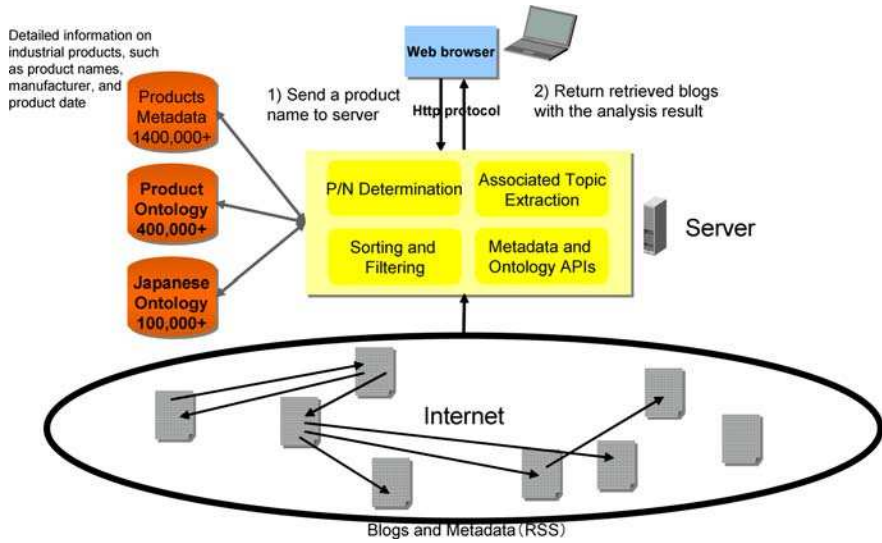 Detailed information on
industrial products, such
as product names,
manufacturer, and
product date
Web browser
1) Send a product
name to server
Http protocol
2) Return retrieved blogs
with the analysis result
Products
Metadata
1400,000+
Product
Ontology
400,000+
Japanese
Ontology
100,000+
P/N Determination
Associated Topic
Extraction
Sorting and
Filtering
Metadata and
Ontology APIs
Server
Internet
Blogs and Metadata(RSS)